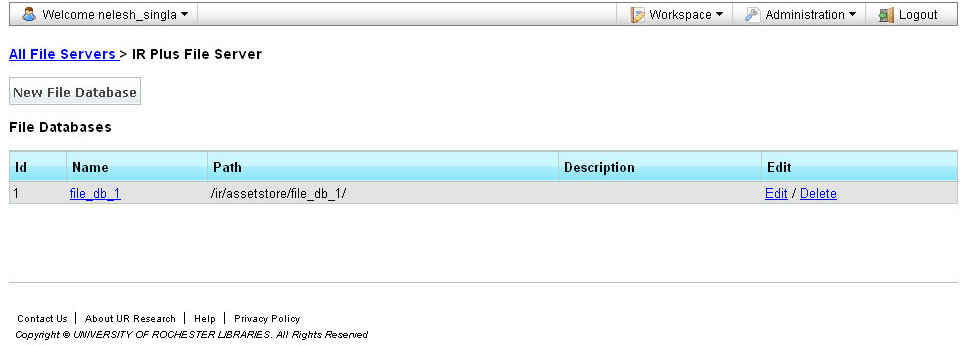 Welcome nelesh_singla Workspace Administration Logout
All File Servers > IR Plus File Server
New File Database
File Databases
Id Name Path Description Edit
1 file_db_1 /ir/assetstore/file_db_1/ Edit / Delete
Contact Us | About UR Research | Help | Privacy Policy
Copyright © UNIVERSITY OF ROCHESTER LIBRARIES. All Rights Reserved